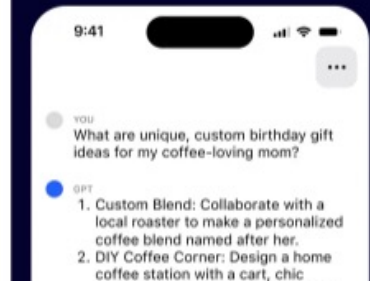 9:41
YOU
What are unique, custom birthday gift
ideas for my coffee-loving mom?
GPT
1. Custom Blend: Collaborate with a
local roaster to make a personalized
coffee blend named after her.
2. DIY Coffee Corner: Design a home
coffee station with a cart, chic